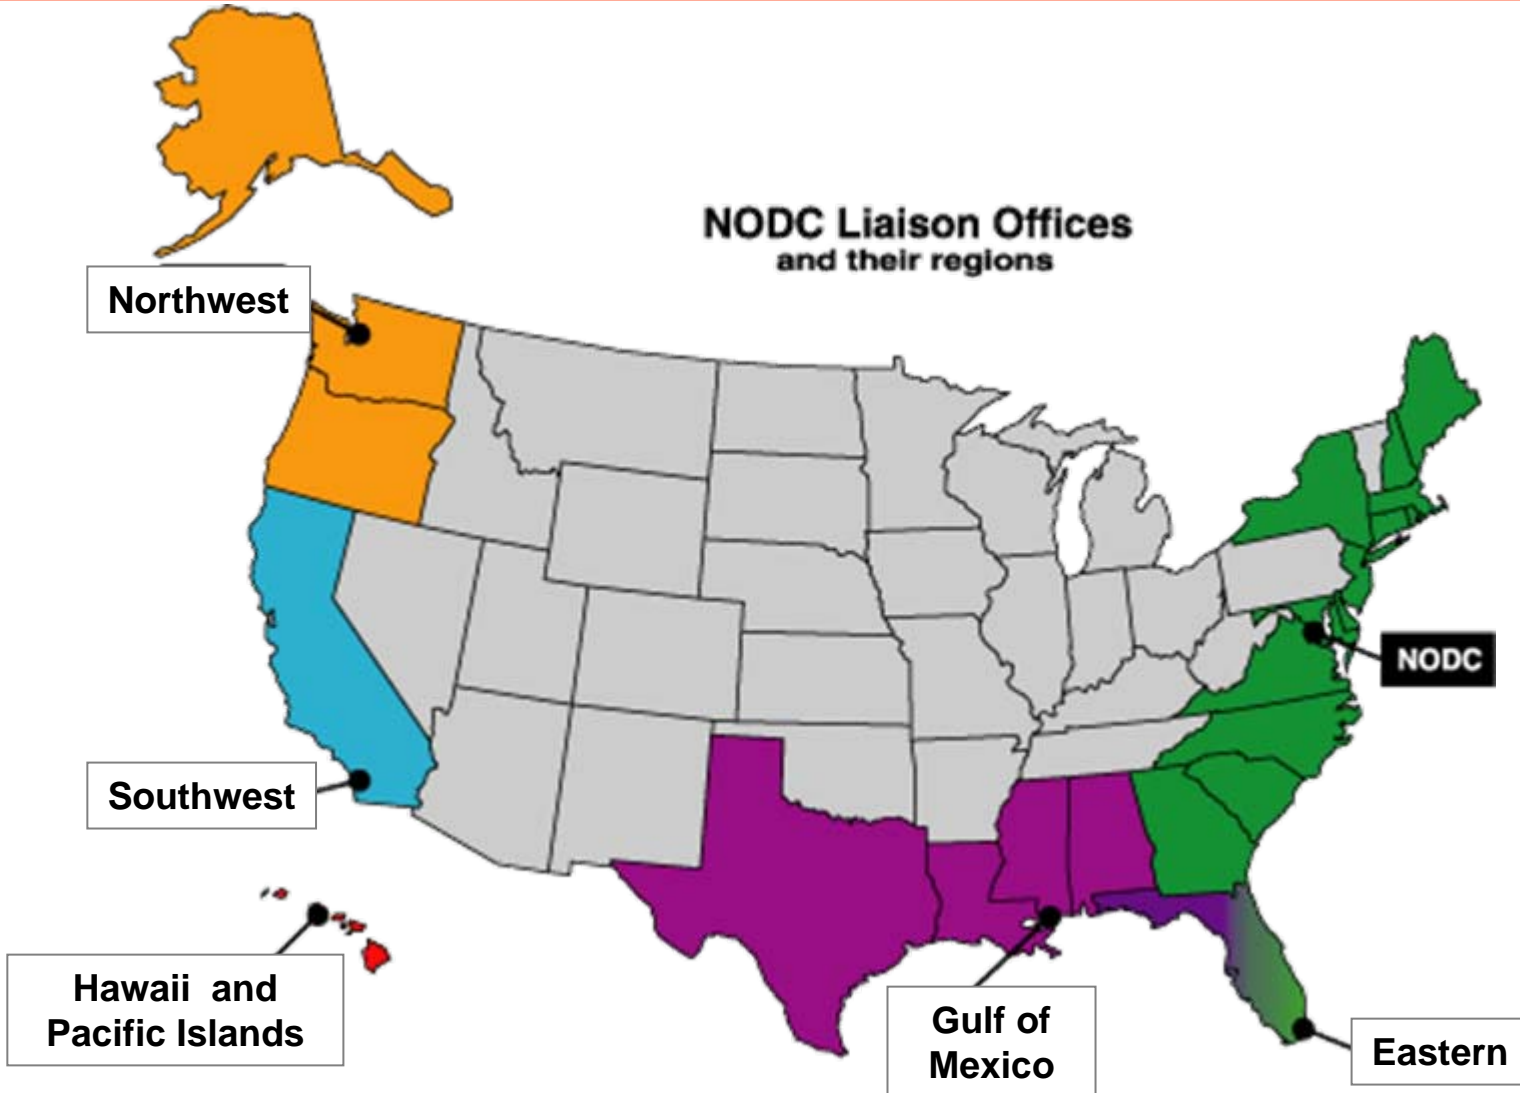 NODC Liaison Offices
and their regions
Northwest
NODC
Southwest
Hawaii and
Pacific Islands
Gulf of
Mexico
Eastern